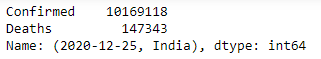 Confirmed    10169118
Deaths         147343
Name: (2020-12-25, India), dtype: int64